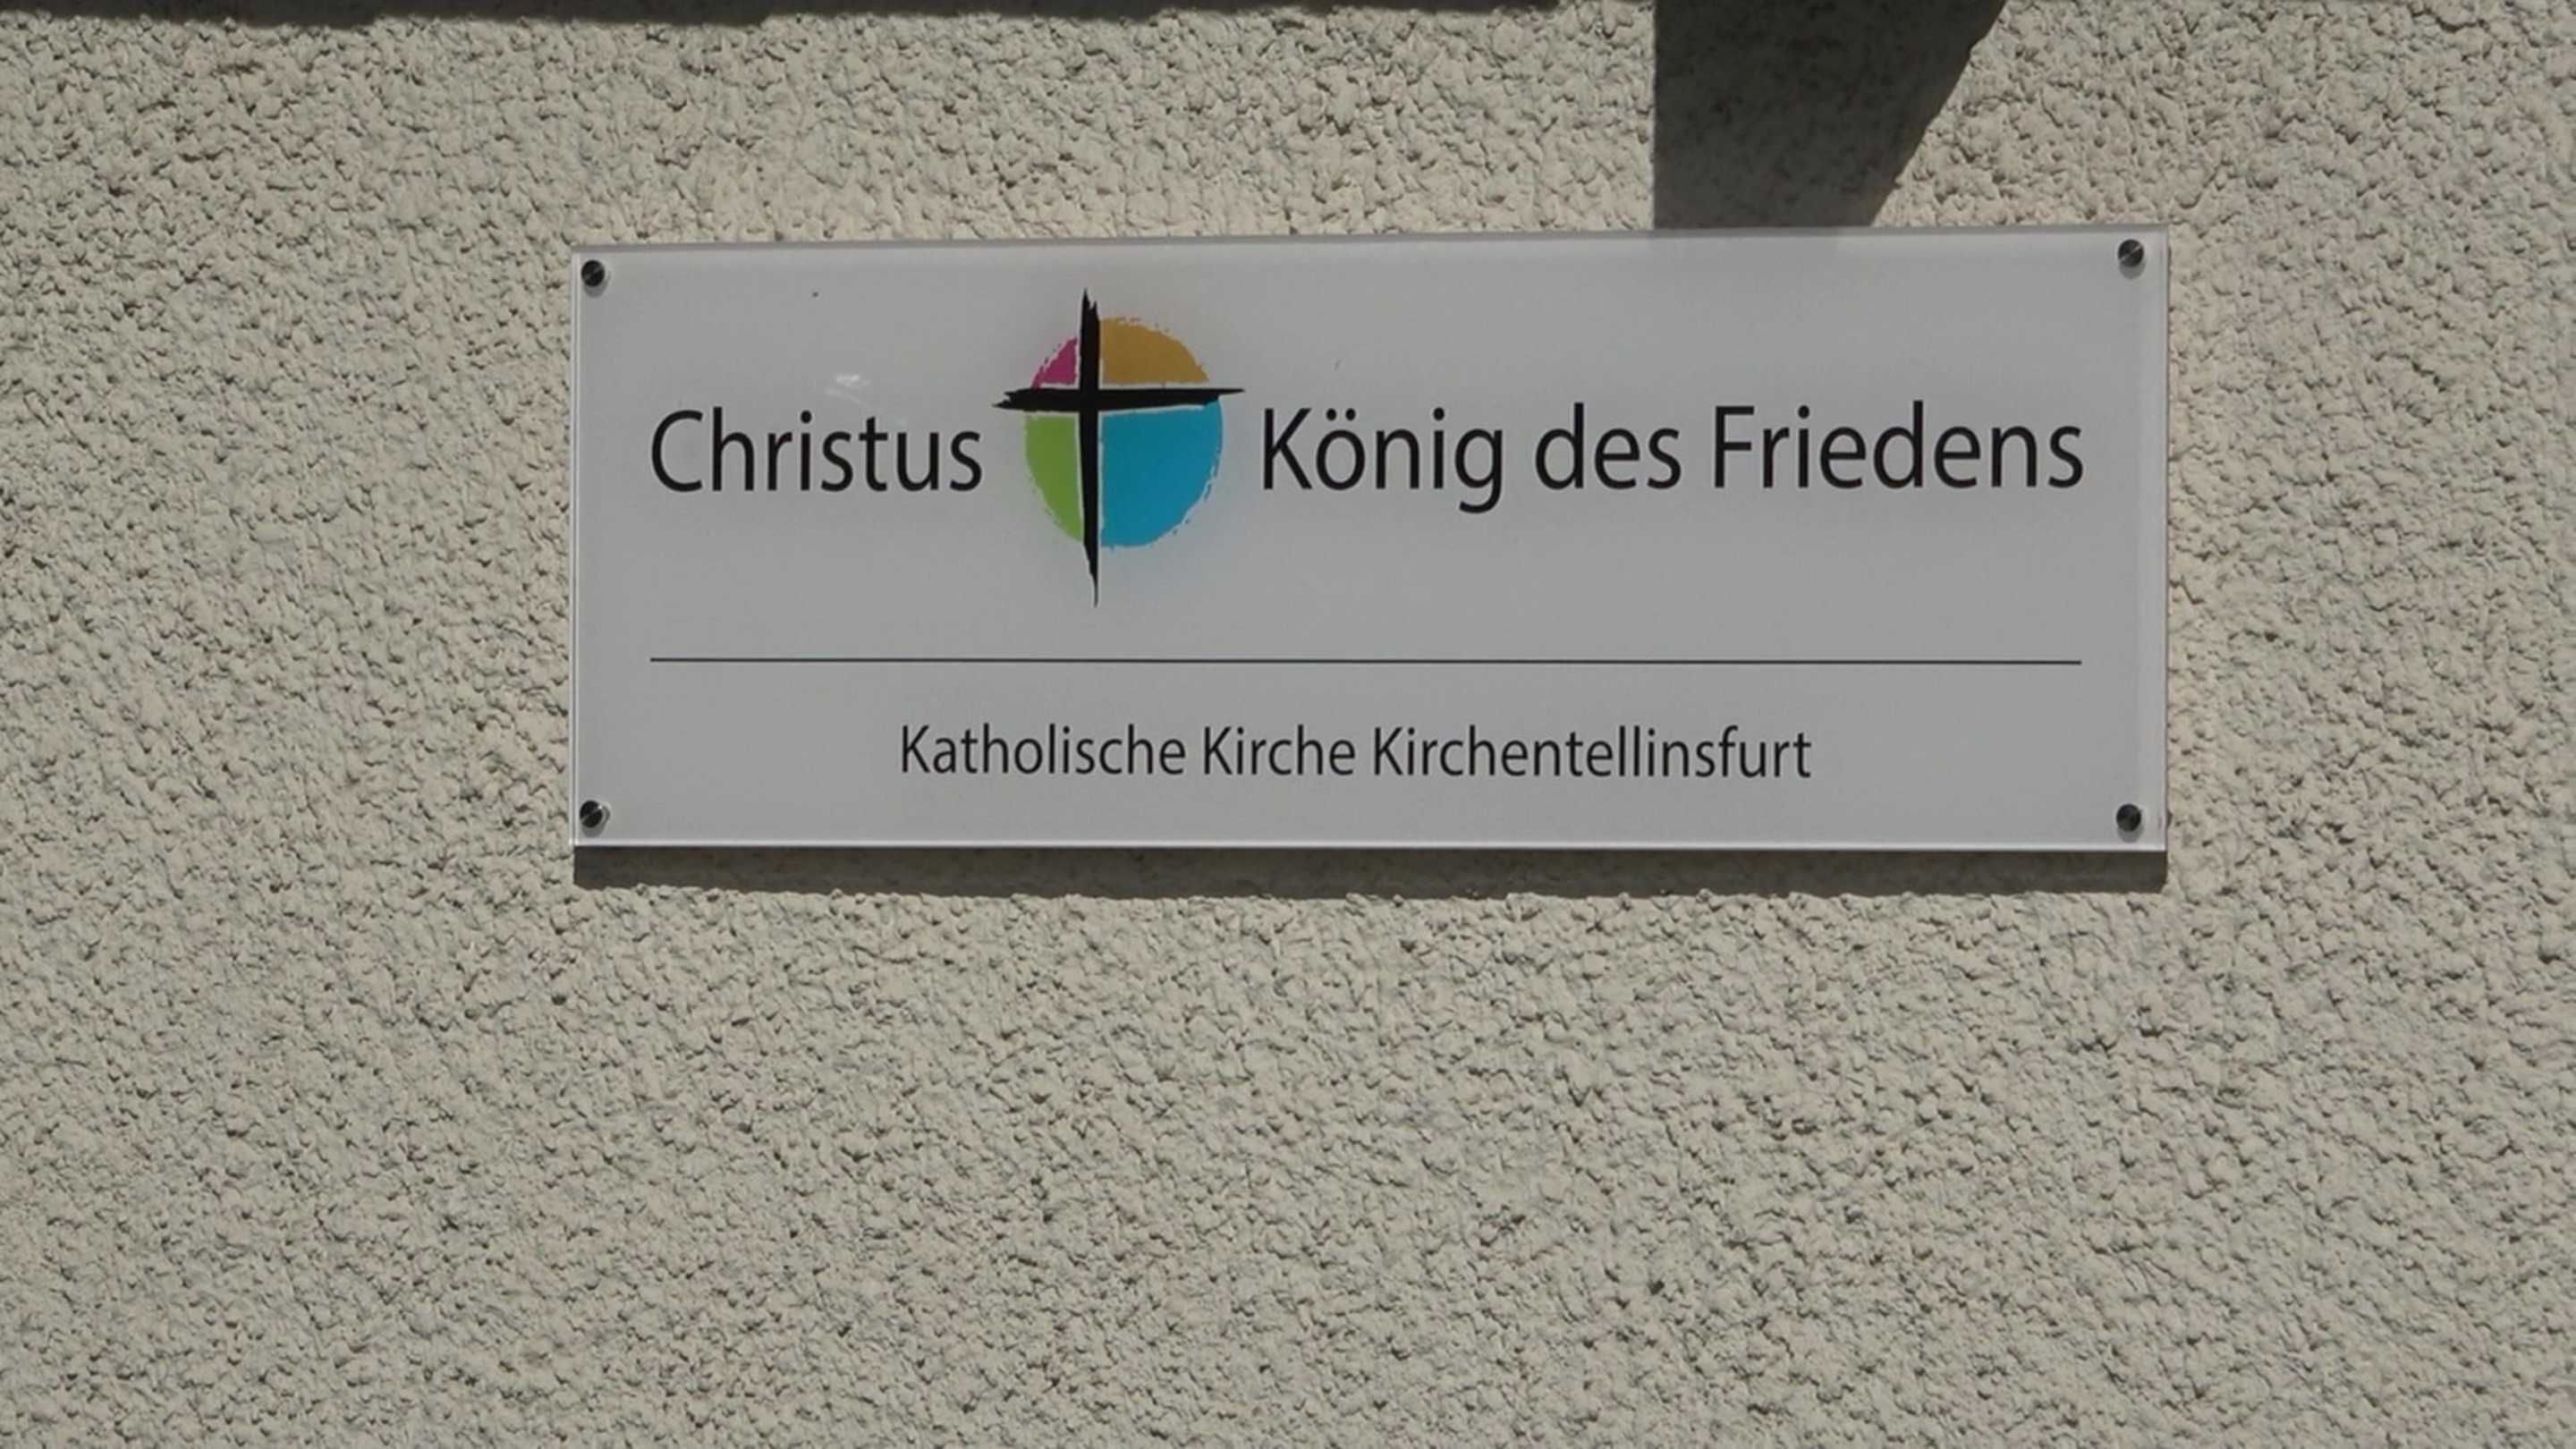 Christus König des Friedens
Katholische Kirche Kirchentellinsfurt